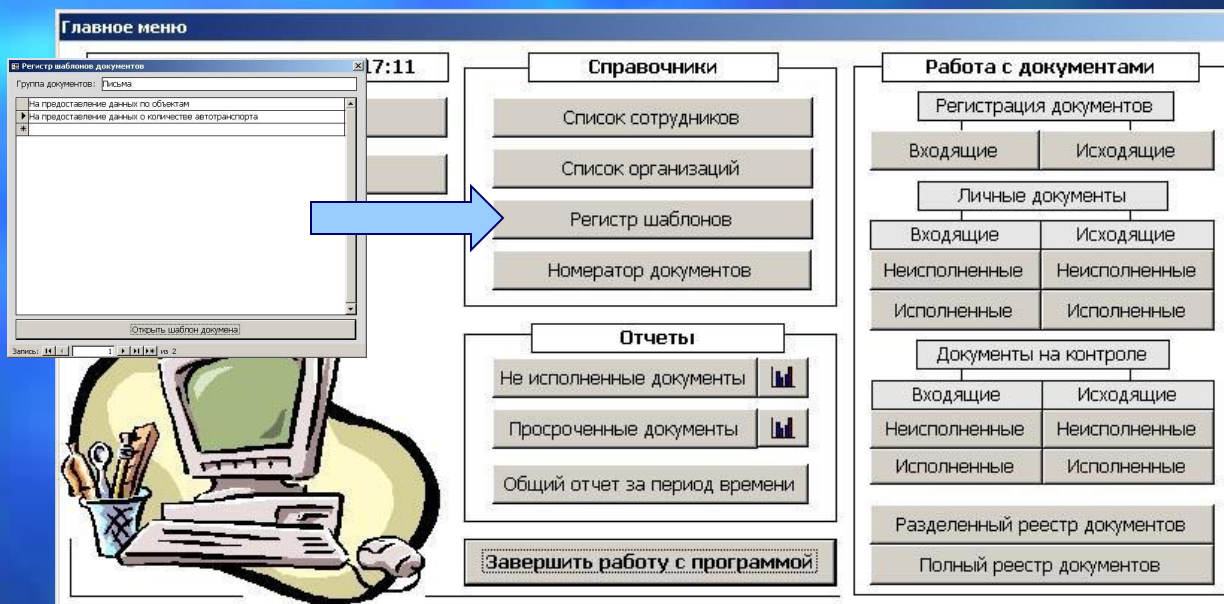 Главное меню
Регистр шаблонов документов
Группа документов: Письма
На предоставление данных по объектам
На предоставление данных о количестве автотранспорта
Открыть шаблон докумена
Запись: 1 из 2
17:11
Справочники
Список сотрудников
Список организаций
Регистр шаблонов
Номератор документов
Отчеты
Не исполненные документы
Просроченные документы
Общий отчет за период времени
Завершить работу с программой
Работа с документами
Регистрация документов
Входящие Исходящие
Личные документы
Входящие Исходящие
Неисполненные Неисполненные
Исполненные Исполненные
Документы на контроле
Входящие Исходящие
Неисполненные Неисполненные
Исполненные Исполненные
Разделенный реестр документов
Полный реестр документов